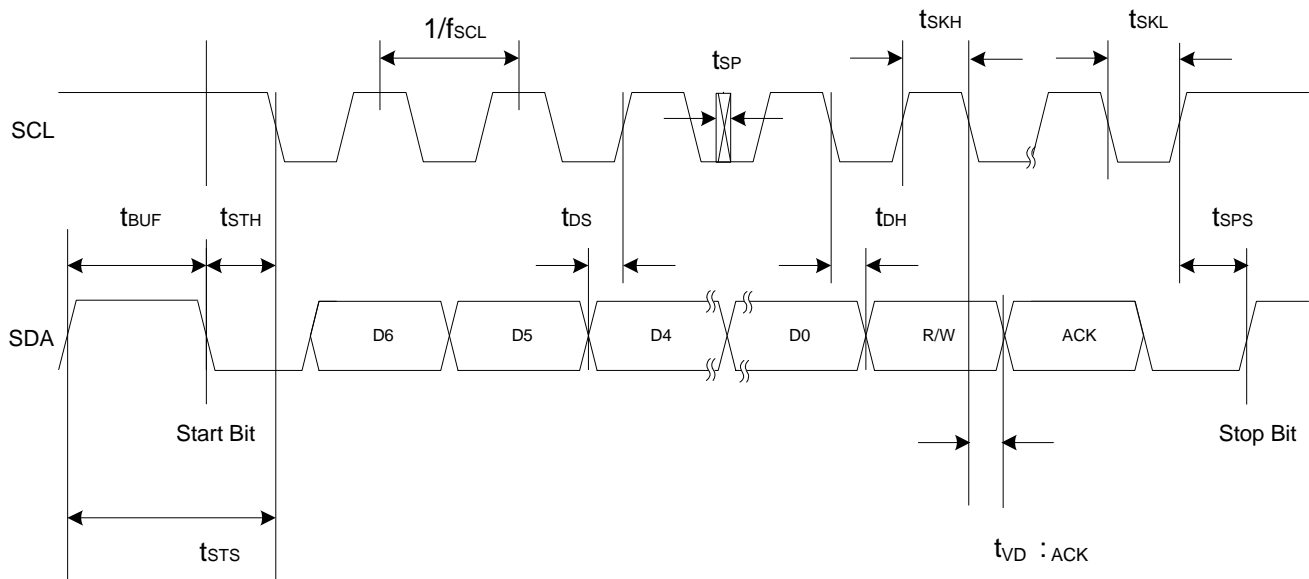 1/fSCL
tSKH
tSKL
tSP
SCL
tBUF
tSTH
tDS
tDH
tSPS
SDA
D6
D5
D4
D0
R/W
ACK
Start Bit
Stop Bit
tSTS
tVD : ACK